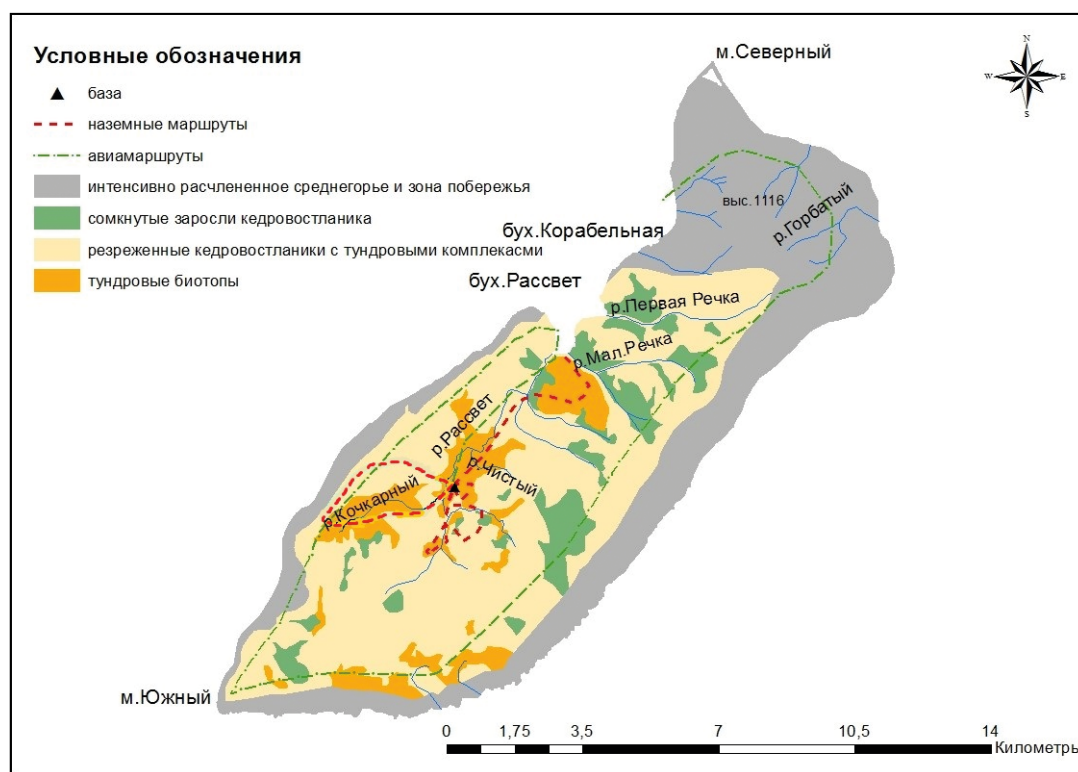 Условные обозначения
база
наземные маршруты
авиамаршруты
интенсивно расчлененное среднегорье и зона побережья
сомкнутые заросли кедровостланика
резреженные кедровостланики с тундровыми комплекасми
тундровые биотопы
м.Северный
N
W
E
S
выс.1116
р.Горбатый
бух.Корабельная
бух.Рассвет
р.Первая Речка
р.Мал.Речка
р.Рассвет
р.Чистый
р.Кочкарный
м.Южный
0 1,75 3,5 7 10,5 14
Километры